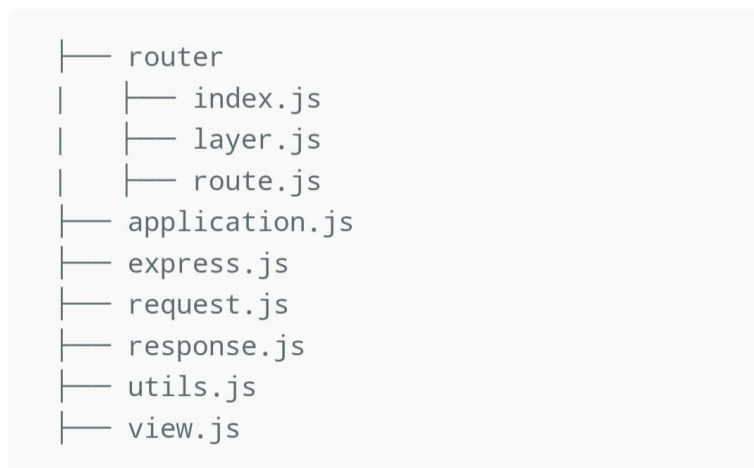 ├── router
|   ├── index.js
|   ├── layer.js
|   ├── route.js
├── application.js
├── express.js
├── request.js
├── response.js
├── utils.js
├── view.js